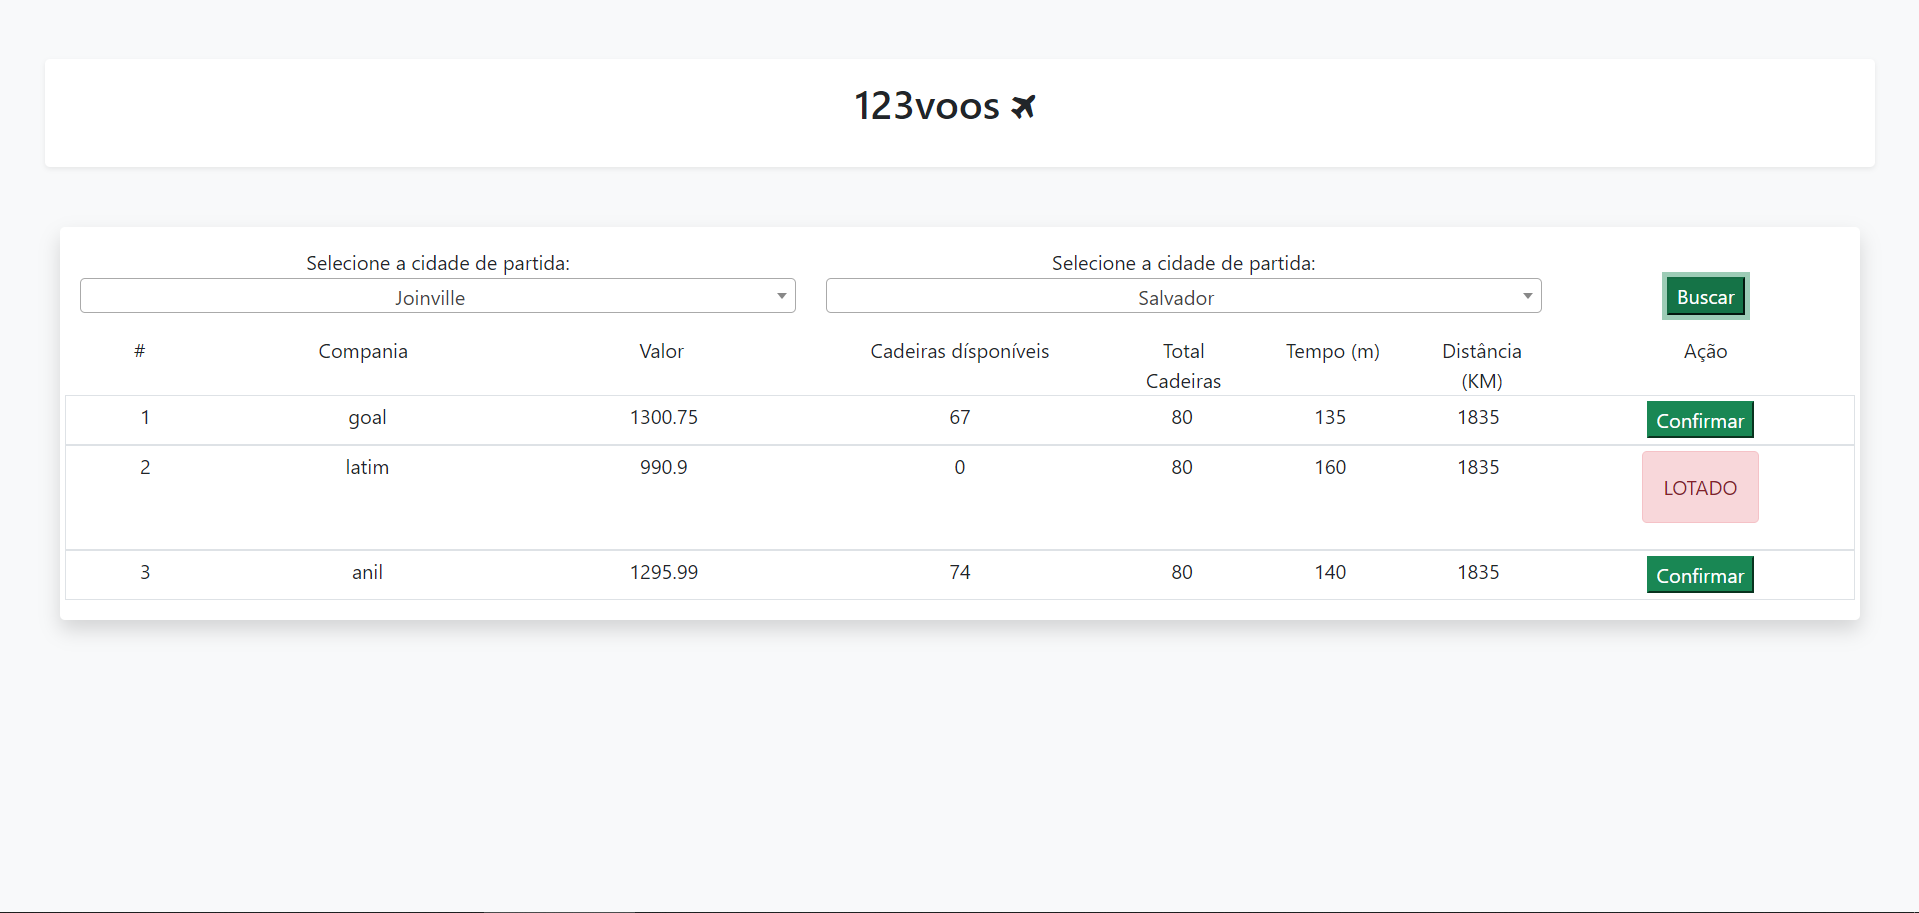 123voos
Selecione a cidade de partida: Selecione a cidade de partida:
Joinville Salvador Buscar
# Compania Valor Cadeiras dísponíveis Total Cadeiras Tempo (m) Distância (KM) Ação
1 goal 1300.75 67 80 135 1835 Confirmar
2 latim 990.9 0 80 160 1835 LOTADO
3 anil 1295.99 74 80 140 1835 Confirmar